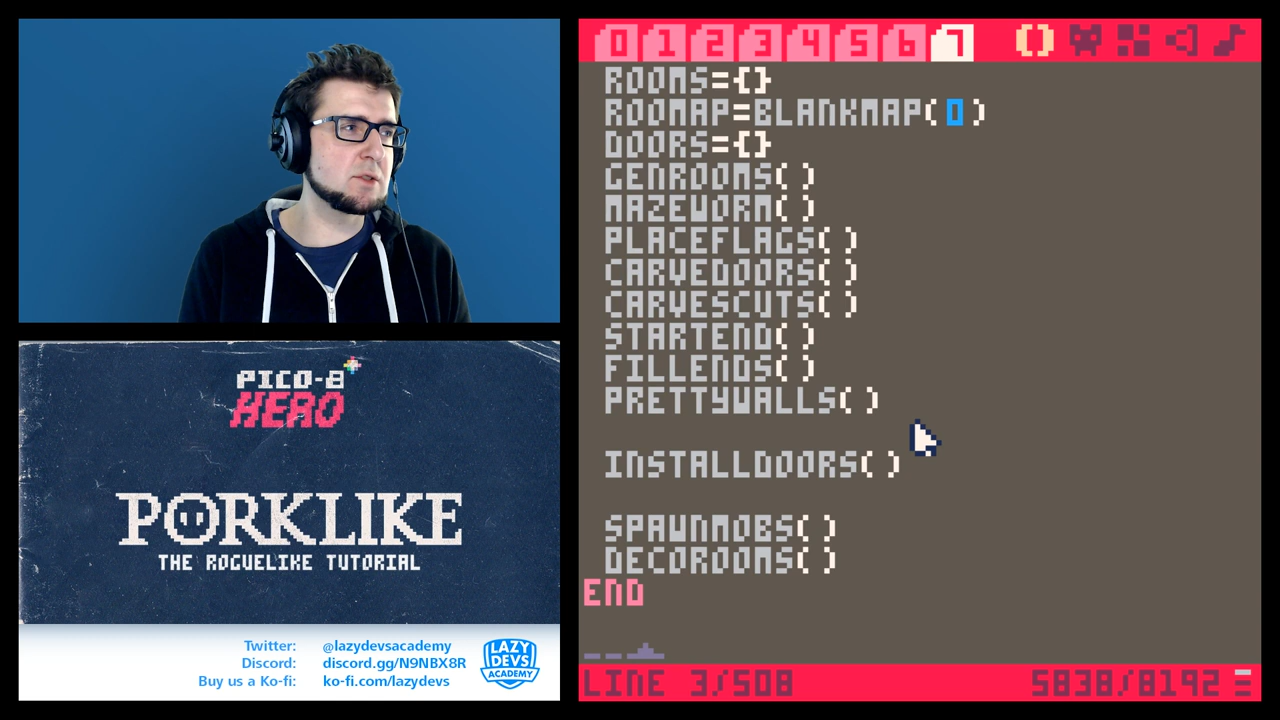 PICO-8
HERO
PORKLIKE
THE ROGUELIKE TUTORIAL
Twitter: @lazydevsacademy
Discord: discord.gg/N9NBX8R
Buy us a Ko-fi: ko-fi.com/lazydevs
LAZY
DEVS
ACADEMY
0 1 2 3 4 5 6 7 ()
ROOMS={}
ROOMAP=BLANKMAP(0)
DOORS={}
GENROOMS()
MAZEWORM()
PLACEFLAGS()
CARVEDOORS()
CARVESCUTS()
STARTEND()
FILLENDS()
PRETTYWALLS()
INSTALLDOORS()
SPAWNMOBS()
DECOROOMS()
END
LINE 3/508 5838/8192